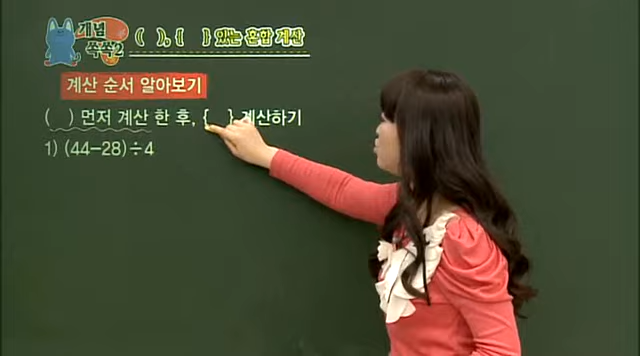 개념
쏙쏙2
( ), { } 있는 혼합 계산
계산 순서 알아보기
( ) 먼저 계산 한 후, { } 계산하기
1) (44−28)÷4